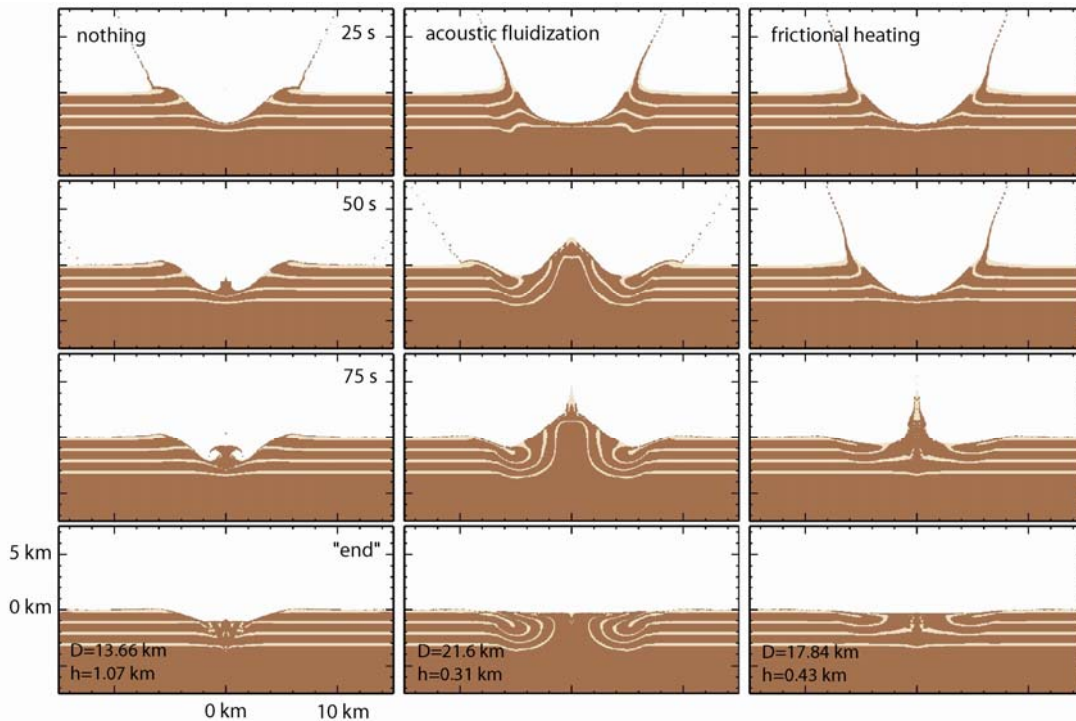 nothing
25 s
acoustic fluidization
frictional heating
50 s
75 s
"end"
5 km
0 km
D=13.66 km
h=1.07 km
D=21.6 km
h=0.31 km
D=17.84 km
h=0.43 km
0 km
10 km